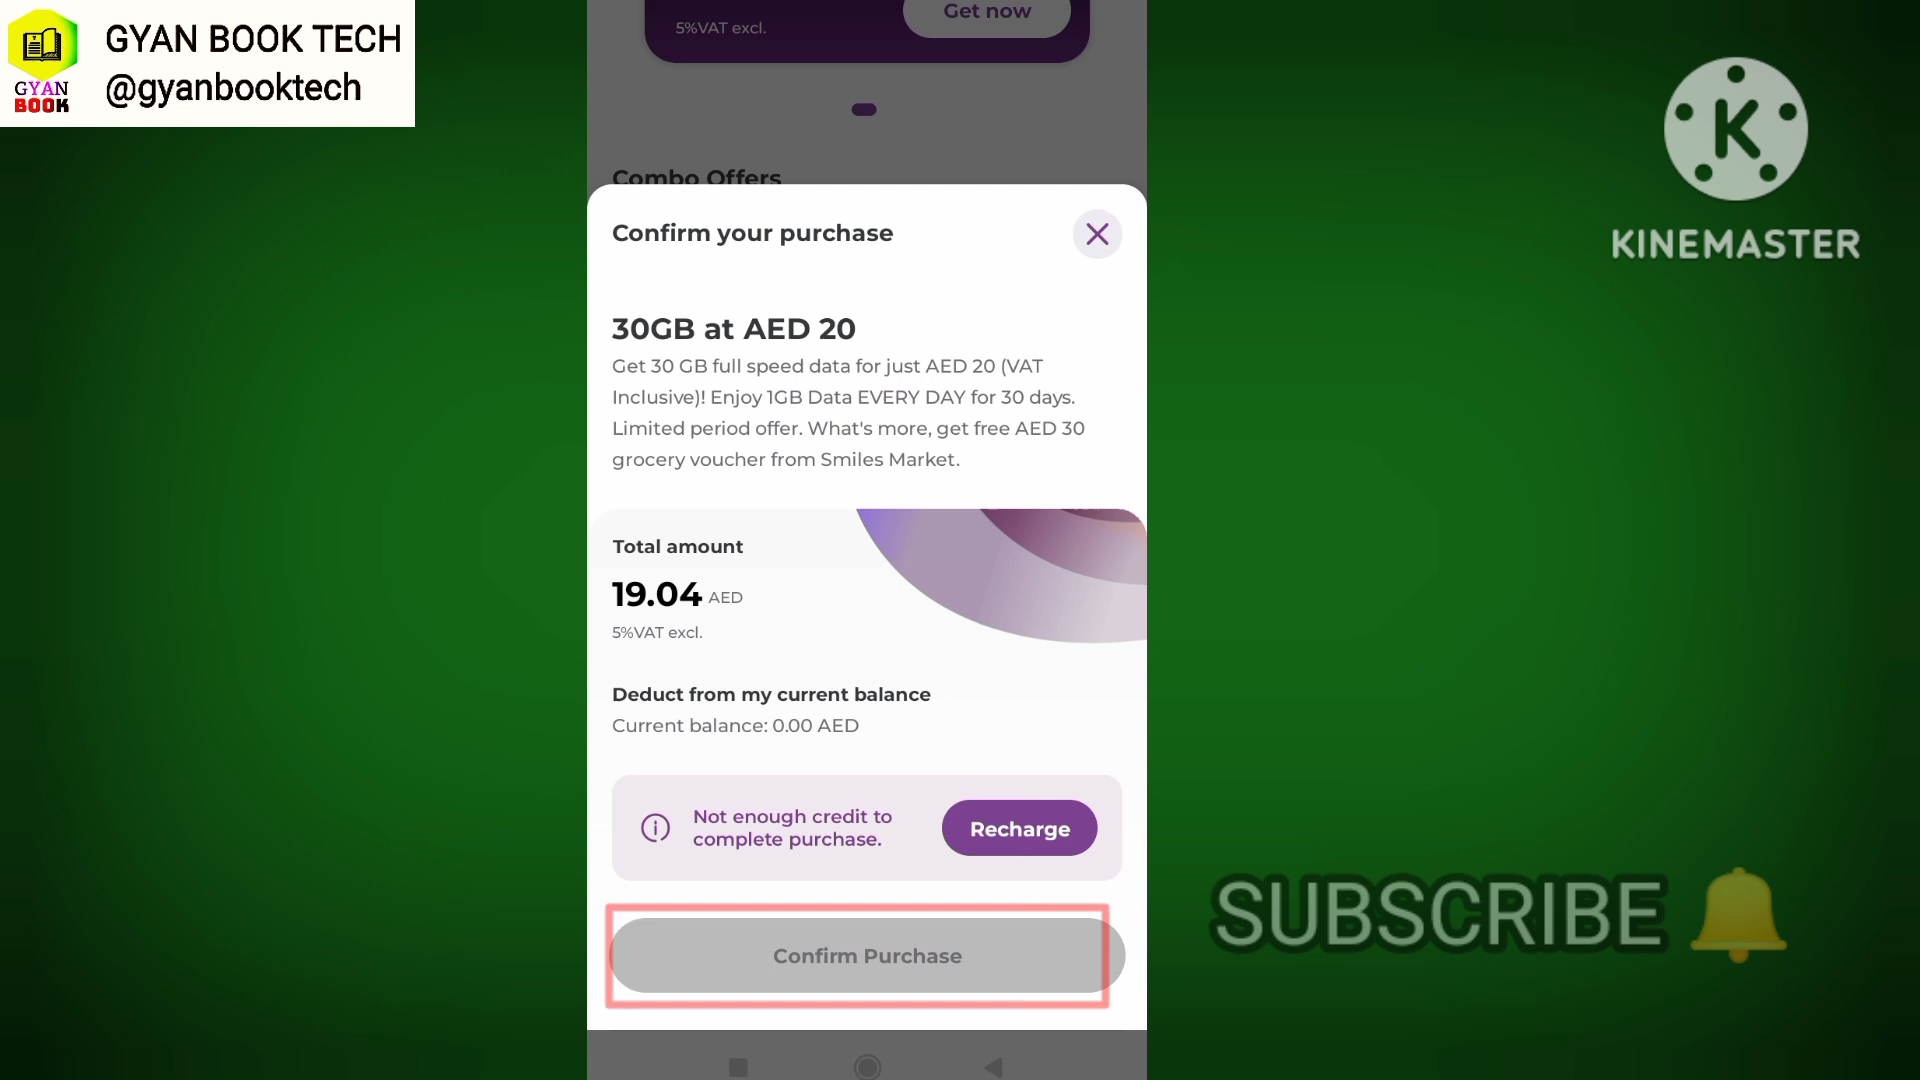 GYAN BOOK TECH
@gyanbooktech
GYAN
BOOK
Get now
5%VAT excl.
Combo Offers
Confirm your purchase
30GB at AED 20
Get 30 GB full speed data for just AED 20 (VAT
Inclusive)! Enjoy 1GB Data EVERY DAY for 30 days.
Limited period offer. What's more, get free AED 30
grocery voucher from Smiles Market.
Total amount
19.04 AED
5%VAT excl.
Deduct from my current balance
Current balance: 0.00 AED
Not enough credit to
complete purchase.
Recharge
Confirm Purchase
K
KINEMASTER
SUBSCRIBE